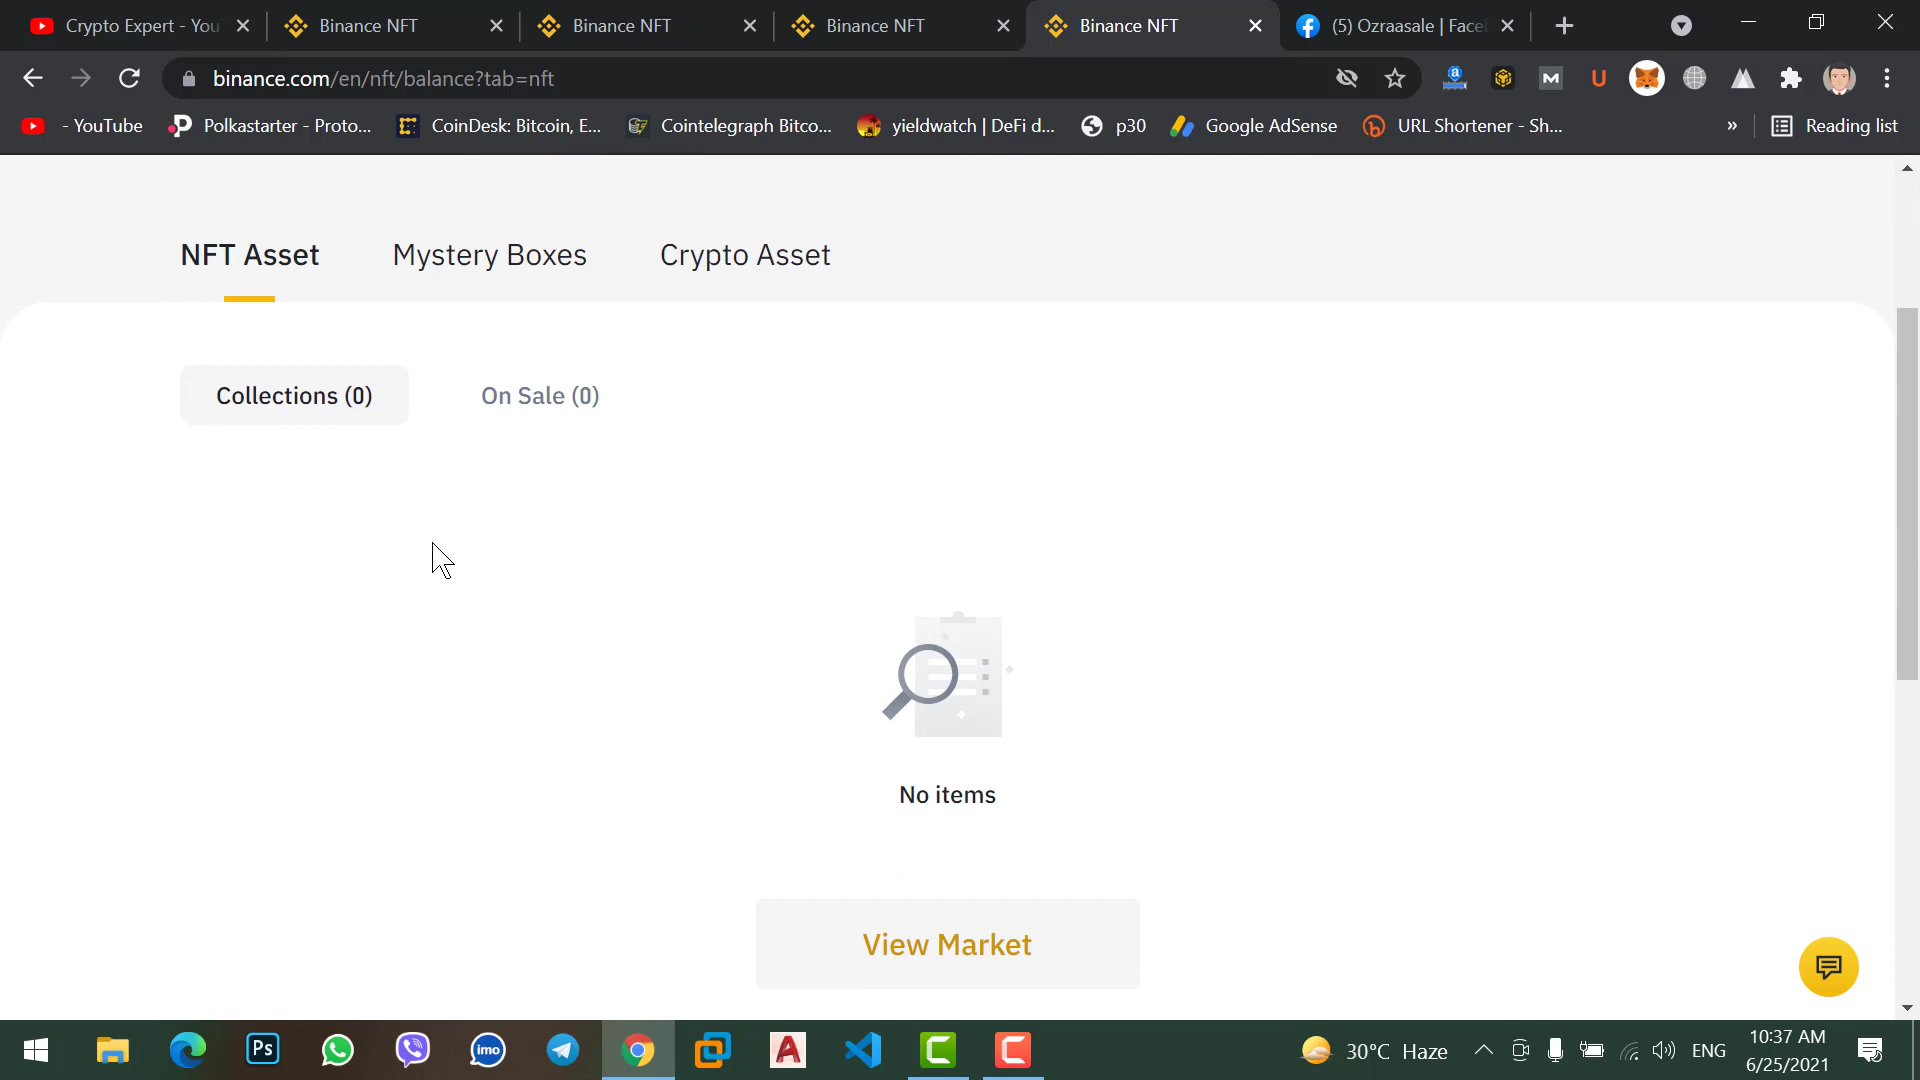 Crypto Expert - You
Binance NFT
Binance NFT
Binance NFT
Binance NFT
(5) Ozraasale | Face
binance.com/en/nft/balance?tab=nft
- YouTube
Polkastarter - Proto...
CoinDesk: Bitcoin, E...
Cointelegraph Bitco...
yieldwatch | DeFi d...
p30
Google AdSense
URL Shortener - Sh...
»
Reading list
NFT Asset
Mystery Boxes
Crypto Asset
Collections (0)
On Sale (0)
No items
View Market
Ps
imo
30°C Haze
ENG
10:37 AM
6/25/2021